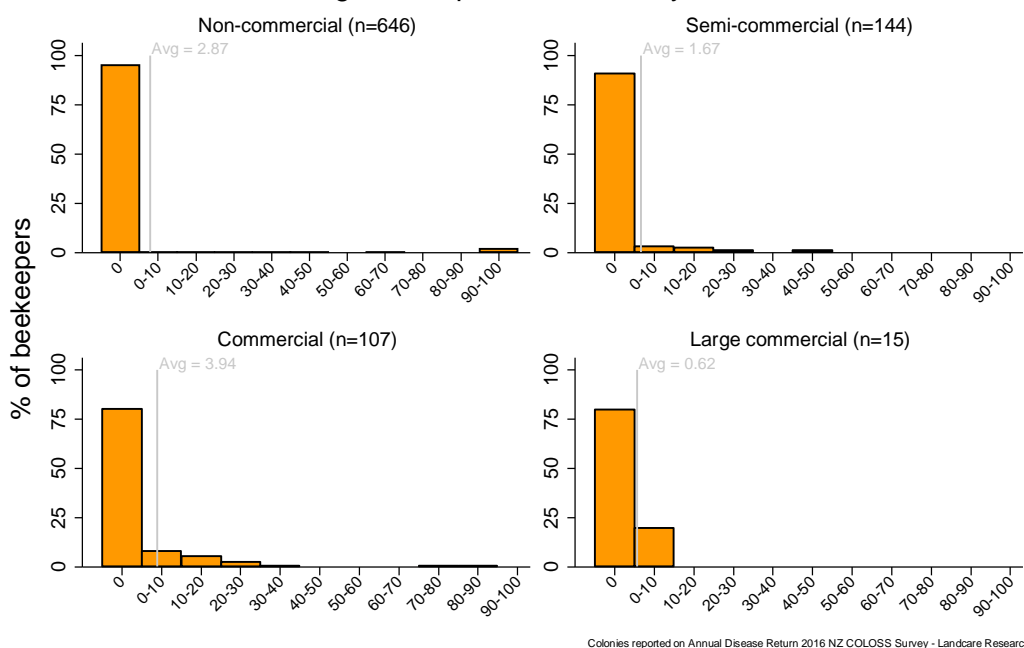 Non-commercial (n=646)
Avg = 2.87
100
75
50
25
0
0 0-10 10-20 20-30 30-40 40-50 50-60 60-70 70-80 80-90 90-100
Semi-commercial (n=144)
Avg = 1.67
100
75
50
25
0
0 0-10 10-20 20-30 30-40 40-50 50-60 60-70 70-80 80-90 90-100
% of beekeepers
Commercial (n=107)
Avg = 3.94
100
75
50
25
0
0 0-10 10-20 20-30 30-40 40-50 50-60 60-70 70-80 80-90 90-100
Large commercial (n=15)
Avg = 0.62
100
75
50
25
0
0 0-10 10-20 20-30 30-40 40-50 50-60 60-70 70-80 80-90 90-100
Colonies reported on Annual Disease Return 2016 NZ COLOSS Survey - Landcare Researc